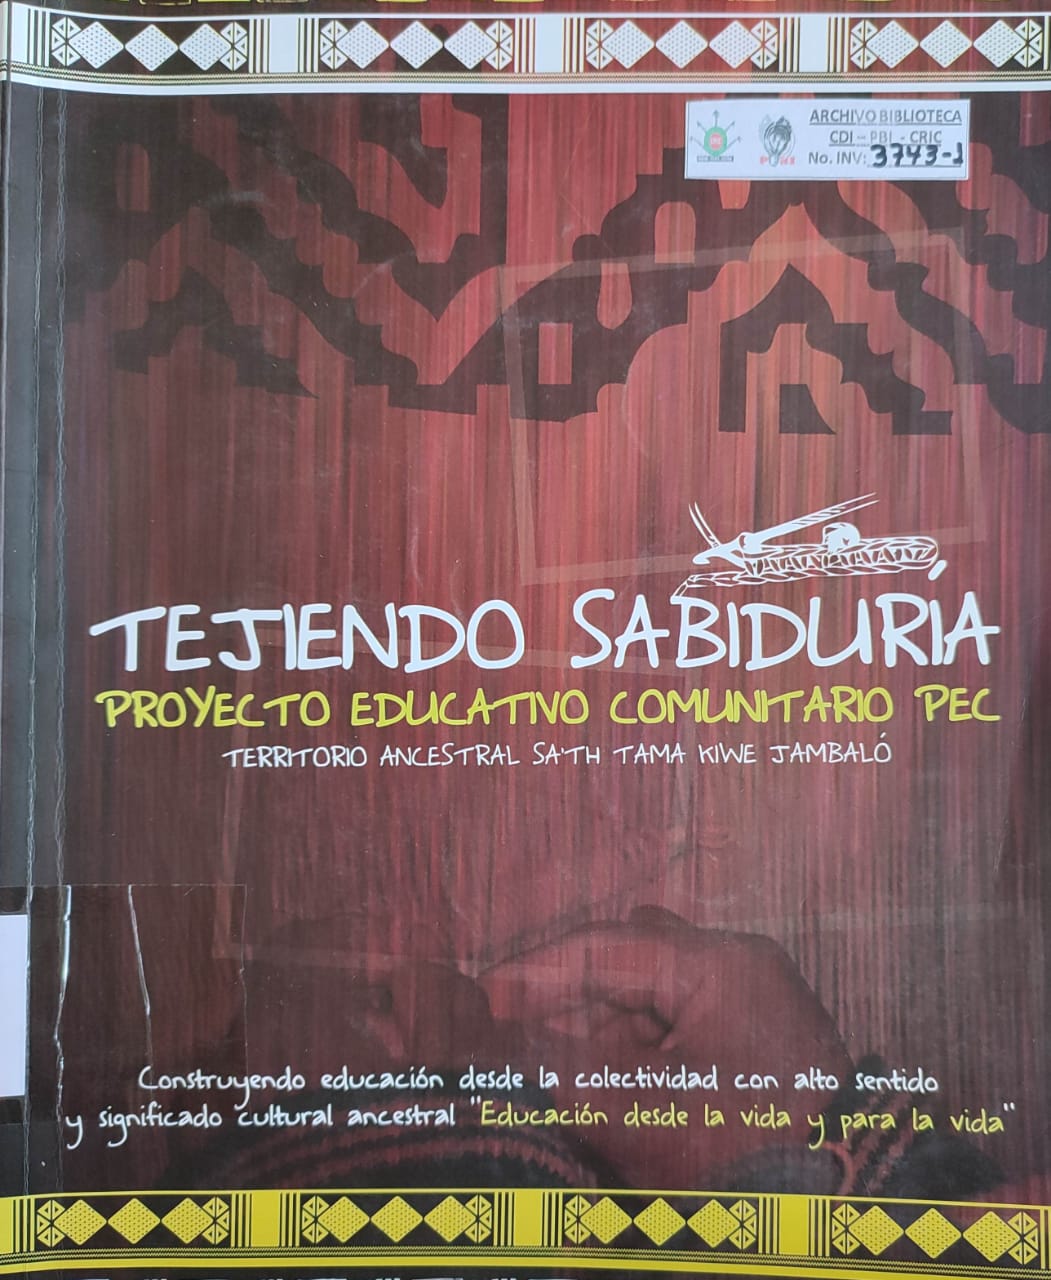 ARCHIVO BIBLIOTECA
CDI – PBI - CRIC
No. INV: 3743-1
TEJIENDO SABIDURÍA
PROYECTO EDUCATIVO COMUNITARIO PEC
TERRITORIO ANCESTRAL SA'TH TAMA KIWE JAMBALÓ
Construyendo educación desde la colectividad con alto sentido
y significado cultural ancestral "Educación desde la vida y para la vida"